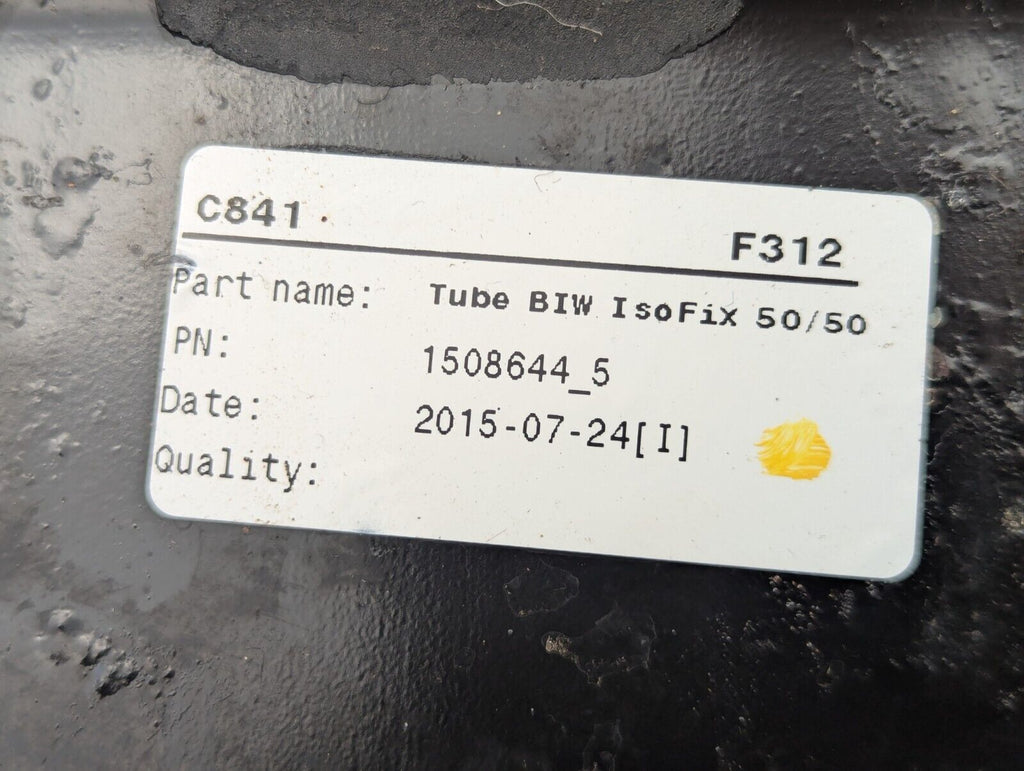 C841
F312
Part name: Tube BIW IsoFix 50/50
PN: 1508644_5
Date: 2015-07-24[I]
Quality: